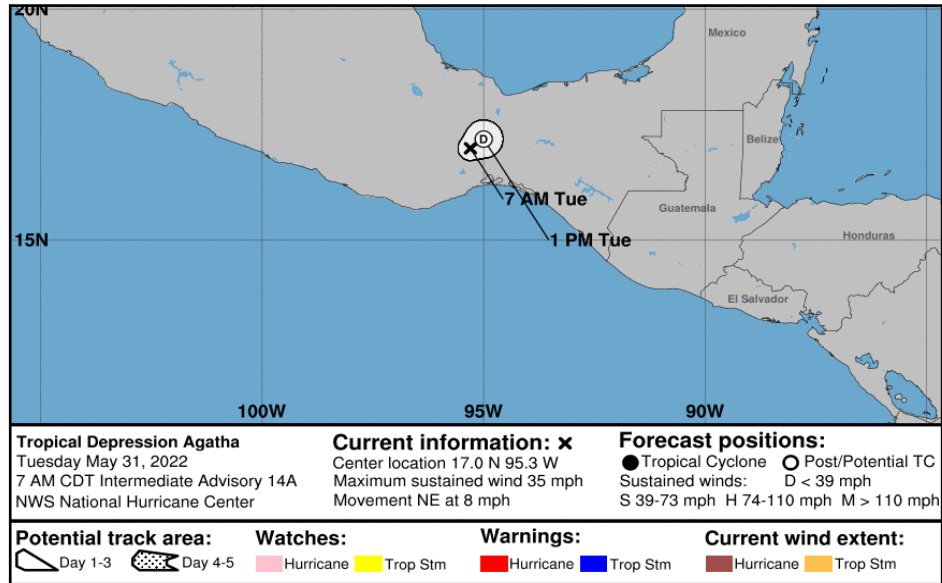 20N
Mexico
Belize
D
7 AM Tue
Guatemala
1 PM Tue
15N
Honduras
El Salvador
100W
95W
90W
Tropical Depression Agatha
Tuesday May 31, 2022
7 AM CDT Intermediate Advisory 14A
NWS National Hurricane Center
Current information: x
Center location 17.0 N 95.3 W
Maximum sustained wind 35 mph
Movement NE at 8 mph
Forecast positions:
Tropical Cyclone Post/Potential TC
Sustained winds: D < 39 mph
S 39-73 mph H 74-110 mph M > 110 mph
Potential track area:
Day 1-3 Day 4-5
Watches:
Hurricane Trop Stm
Warnings:
Hurricane Trop Stm
Current wind extent:
Hurricane Trop Stm